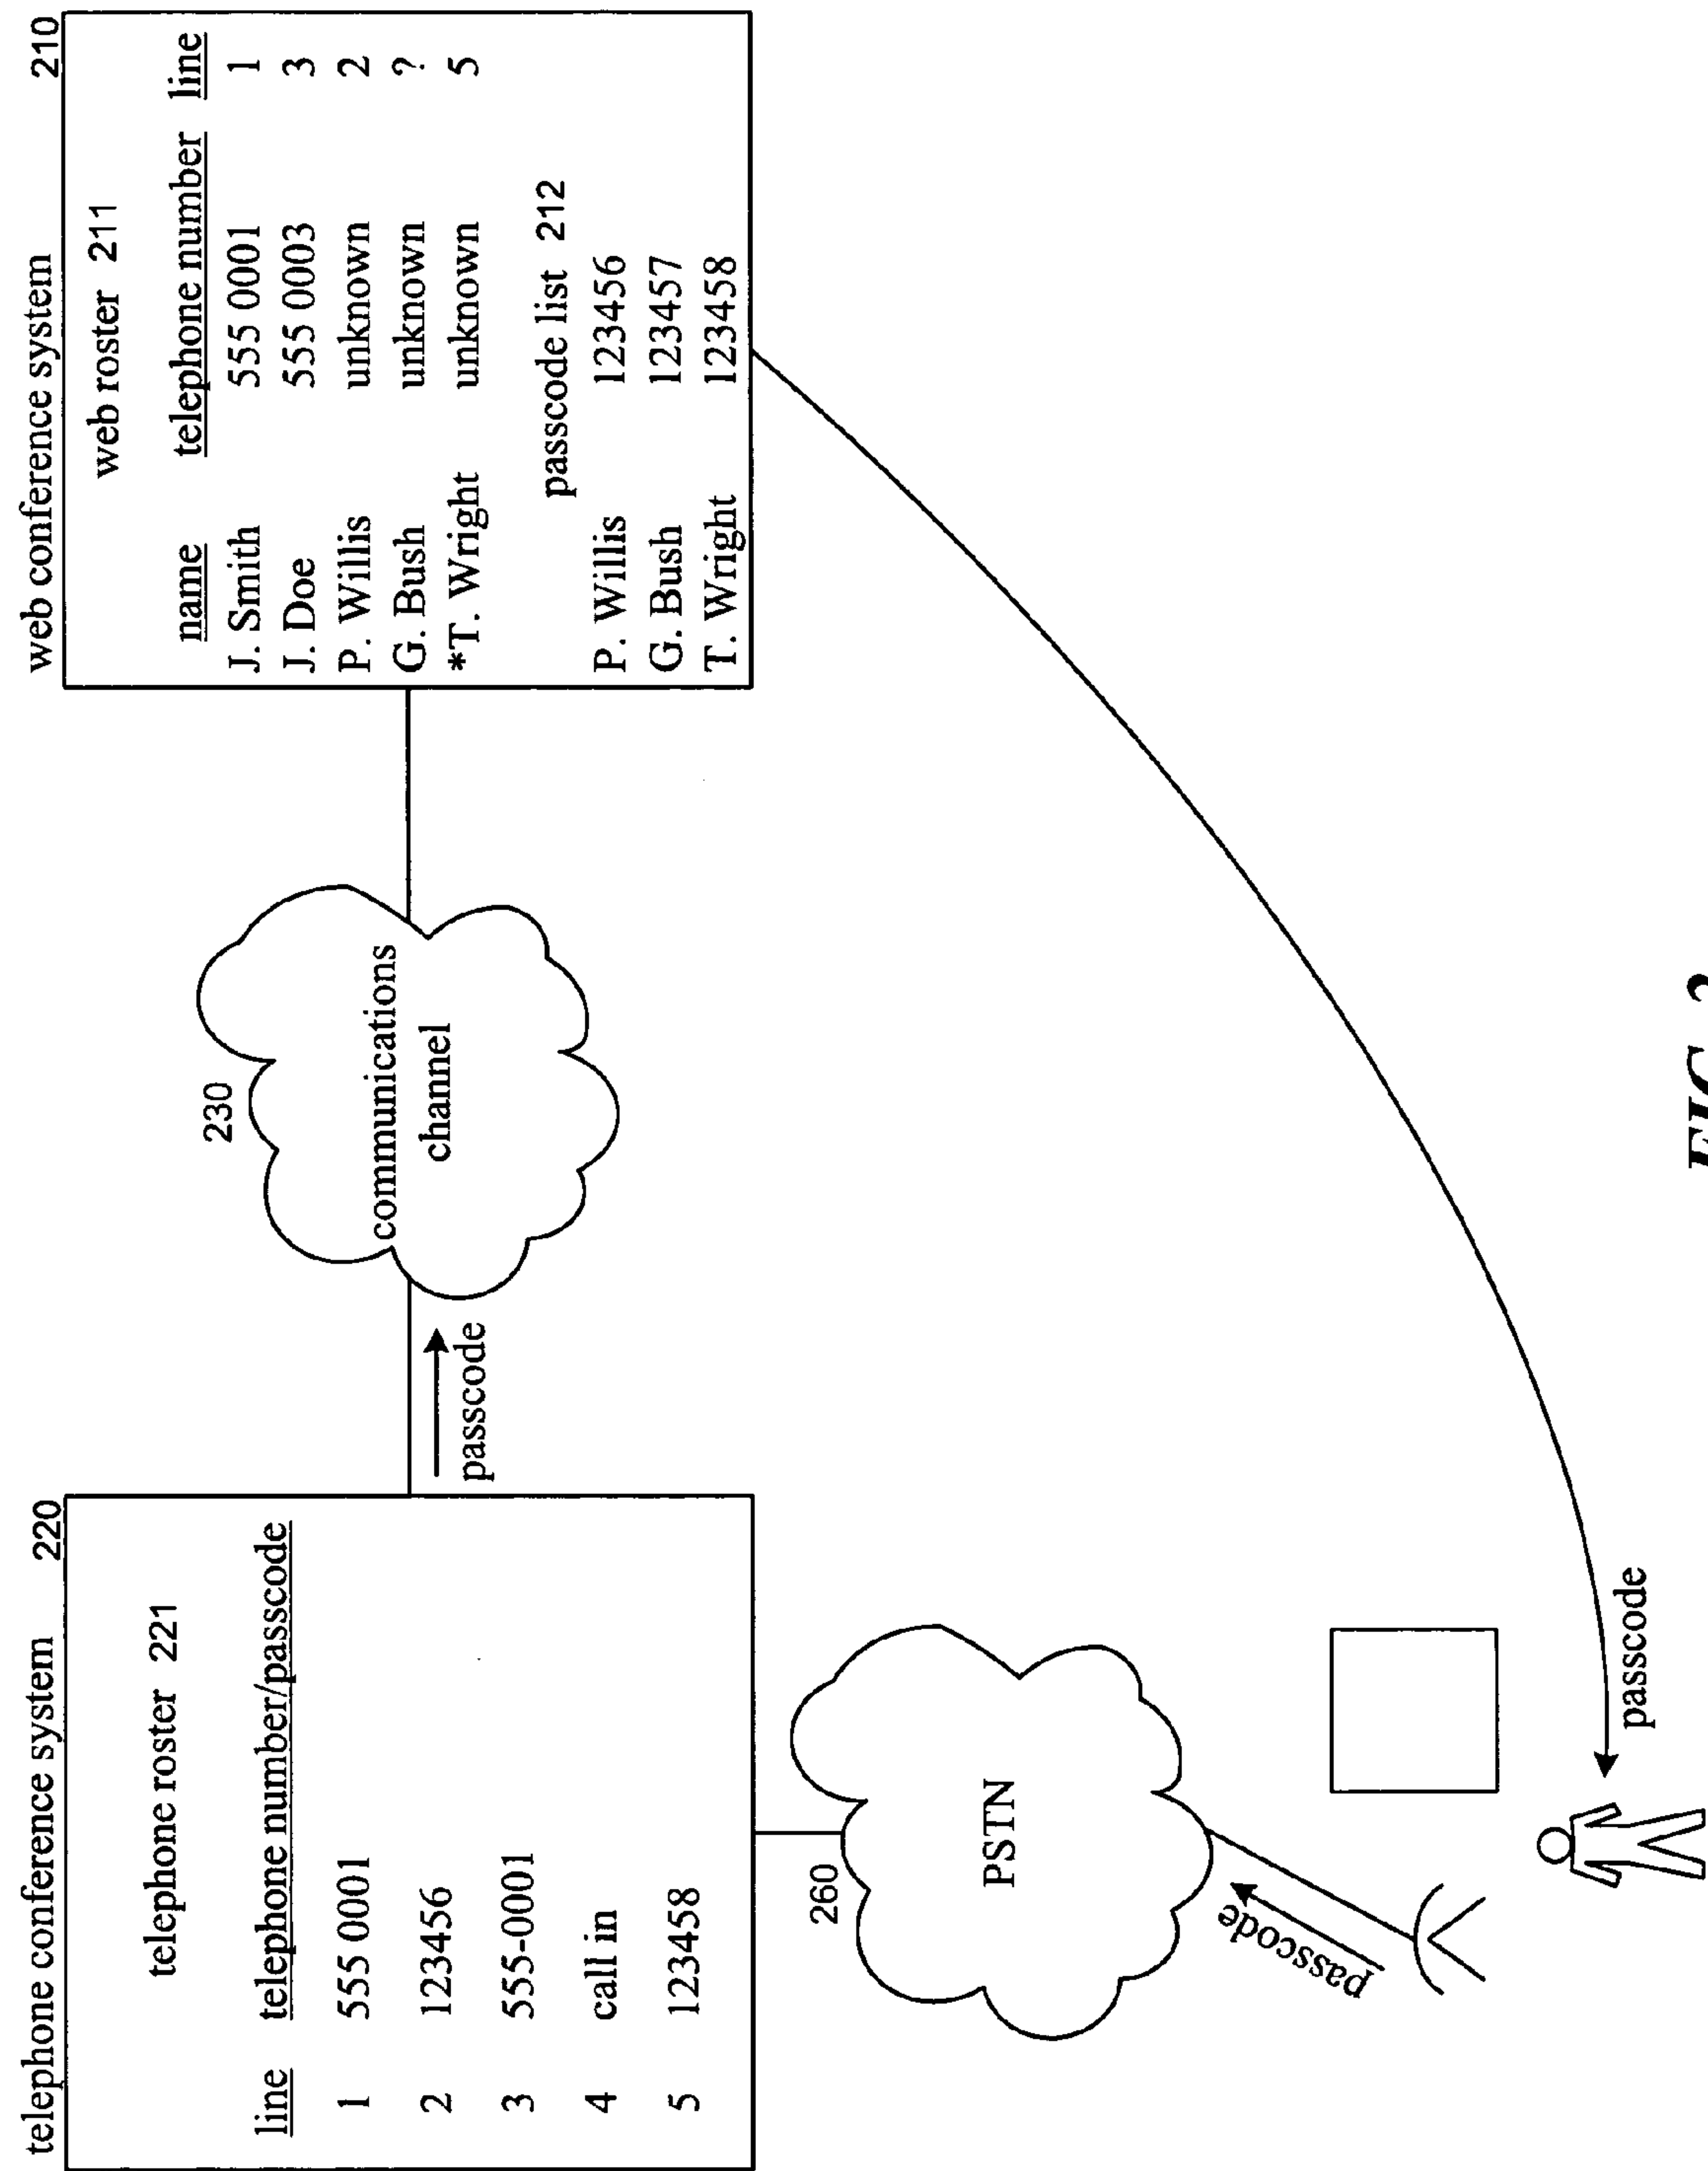 telephone conference system 220
telephone roster 221
line telephone number/passcode
1 555 0001
2 123456
3 555-0001
4 call in
5 123458
passcode
230
communications
channel
web conference system 210
web roster 211
name telephone number line
J. Smith 555 0001 1
J. Doe 555 0003 3
P. Willis unknown 2
G. Bush unknown ?
*T. Wright unknown 5
passcode list 212
P. Willis 123456
G. Bush 123457
T. Wright 123458
260
PSTN
passcode
passcode